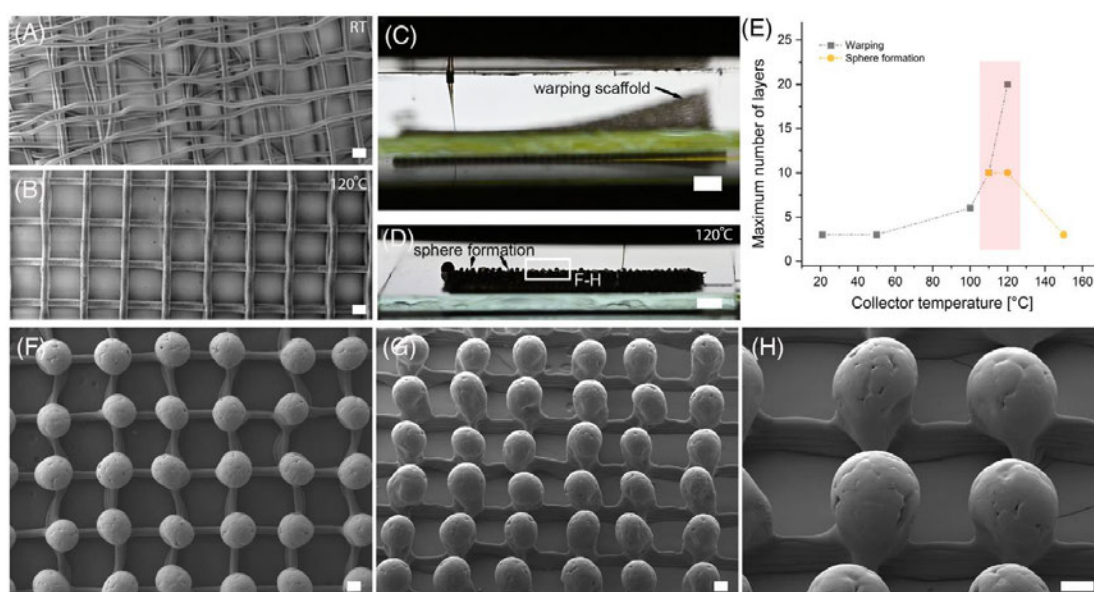 (A)
RT
(B)
120°C
(C)
warping scaffold
(D)
120°C
sphere formation
F-H
(E)
Warping
Sphere formation
Maximum number of layers
25
20
15
10
5
0
20 40 60 80 100 120 140 160
Collector temperature [°C]
(F)
(G)
(H)